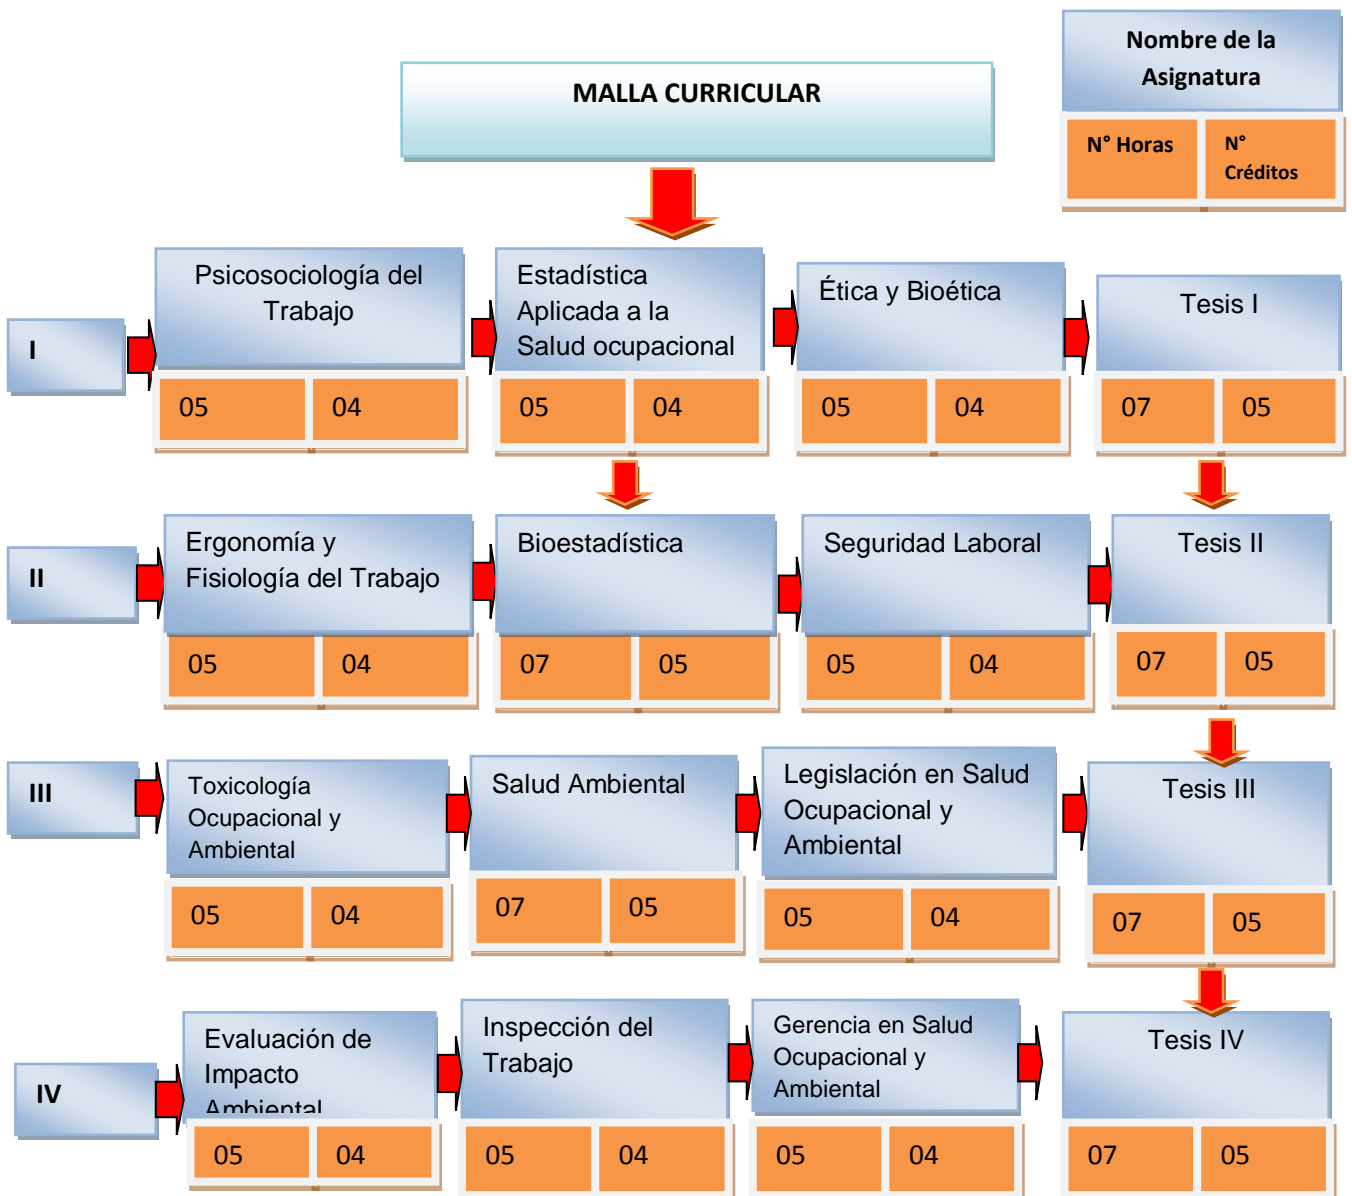 MALLA CURRICULAR
Nombre de la
Asignatura
N° Horas
N°
Créditos
I
Psicosociología del
Trabajo
05 04
Estadística
Aplicada a la
Salud ocupacional
05 04
Ética y Bioética
05 04
Tesis I
07 05
II
Ergonomía y
Fisiología del Trabajo
05 04
Bioestadística
07 05
Seguridad Laboral
05 04
Tesis II
07 05
III
Toxicología
Ocupacional y
Ambiental
05 04
Salud Ambiental
07 05
Legislación en Salud
Ocupacional y
Ambiental
05 04
Tesis III
07 05
IV
Evaluación de
Impacto
Ambiental
05 04
Inspección del
Trabajo
05 04
Gerencia en Salud
Ocupacional y
Ambiental
05 04
Tesis IV
07 05